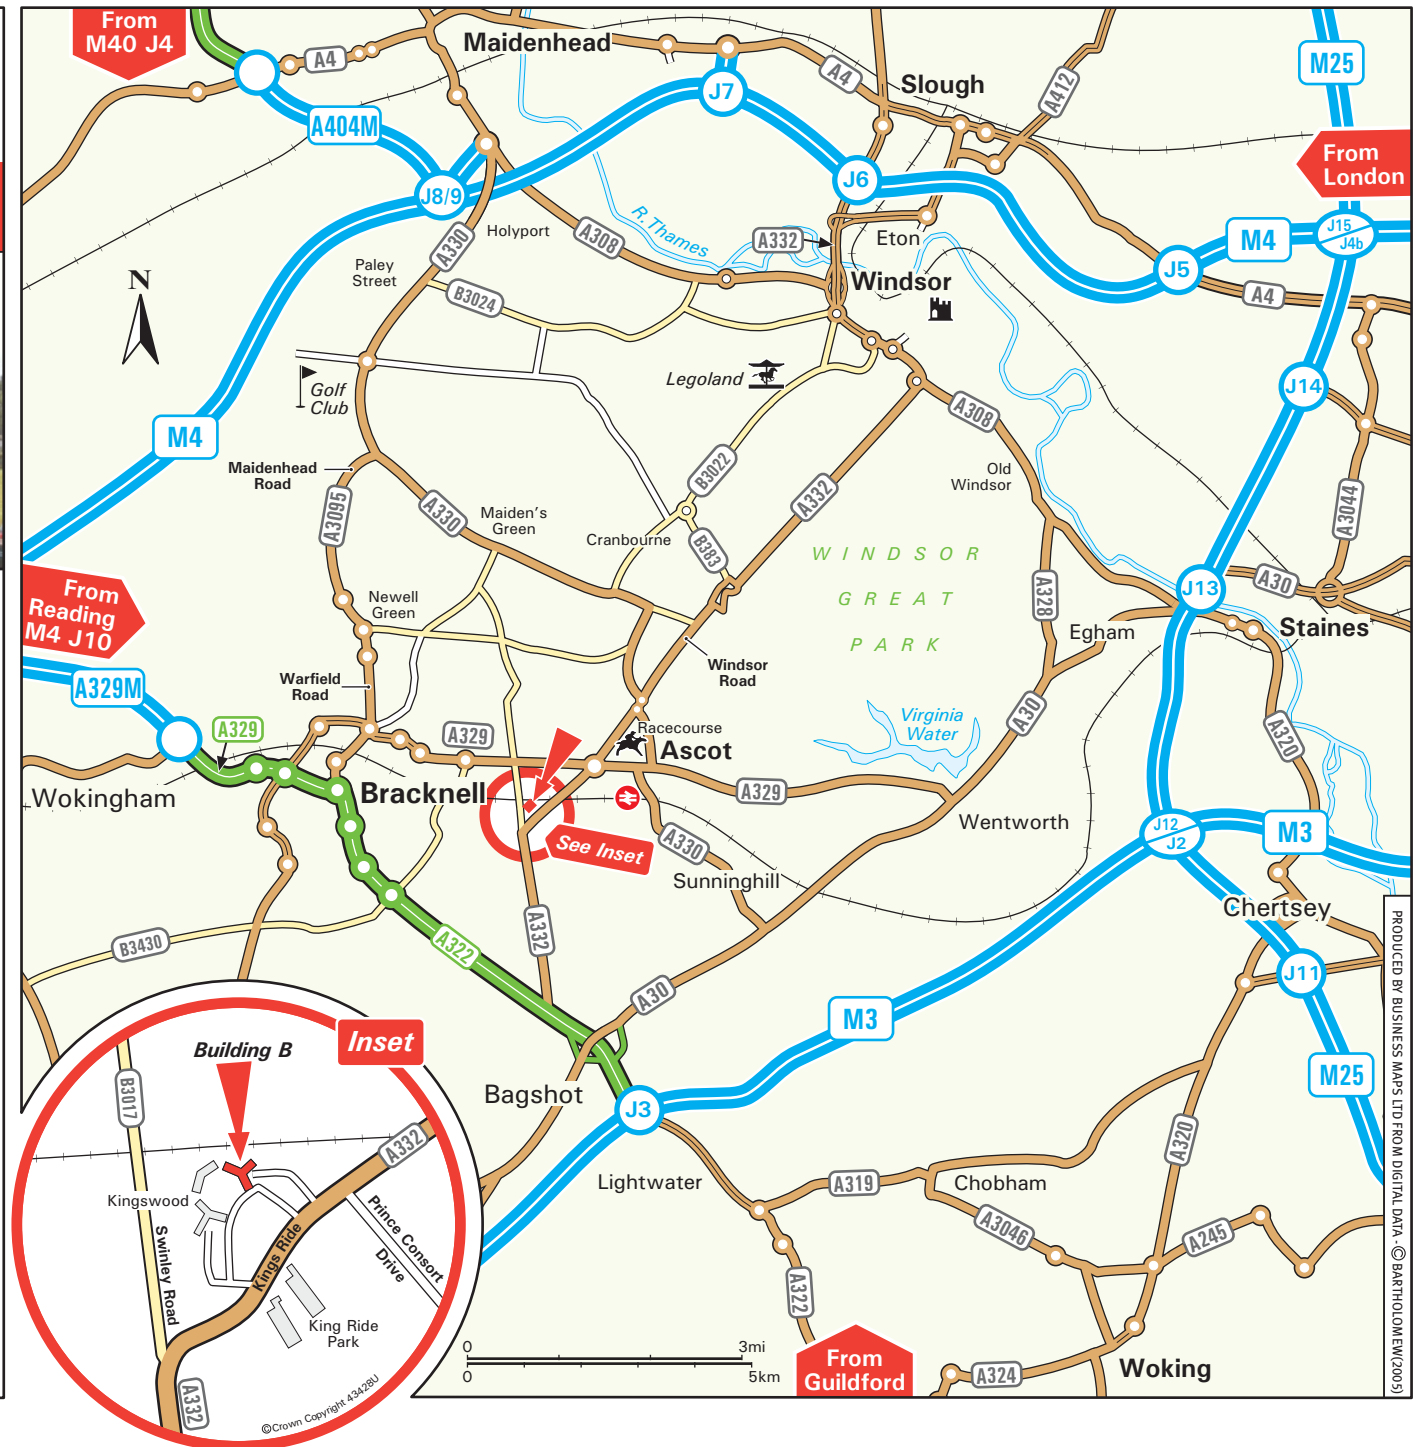 From
M40 J4
A4
Maidenhead
A4
Slough
A412
M25
J7
A404M
From
London
J8/9
J6
R. Thames
A330
Holyport
A308
A332
Eton
M4
J15
J4b
Paley
Street
B3024
Windsor
J5
A4
N
Golf
Club
Legoland
J14
M4
A308
Maidenhead
Road
B3022
Old
Windsor
A3095
A330
Maiden's
Green
A332
A3044
Cranbourne
B383
WINDSOR
GREAT
PARK
From
Reading
M4 J10
Newell
Green
A328
J13
A30
Egham
Staines
A329M
Warfield
Road
Windsor
Road
A329
A329
Racecourse
Ascot
Virginia
Water
A30
A320
Wokingham
Bracknell
A329
Wentworth
J12
J2
M3
See Inset
A330
Sunninghill
Chertsey
B3430
A322
A332
A30
J11
M3
M25
Bagshot
J3
Lightwater
A319
Chobham
A320
A3046
A245
A322
0
3mi
0
5km
From
Guildford
A324
Woking
Inset
Building B
B3017
A332
Kingswood
Swinley Road
Kings Ride
Prince Consort
Drive
King Ride
Park
A332
©Crown Copyright 43428U
PRODUCED BY BUSINESS MAPS LTD FROM DIGITAL DATA - © BARTHOLOMEW(2005)